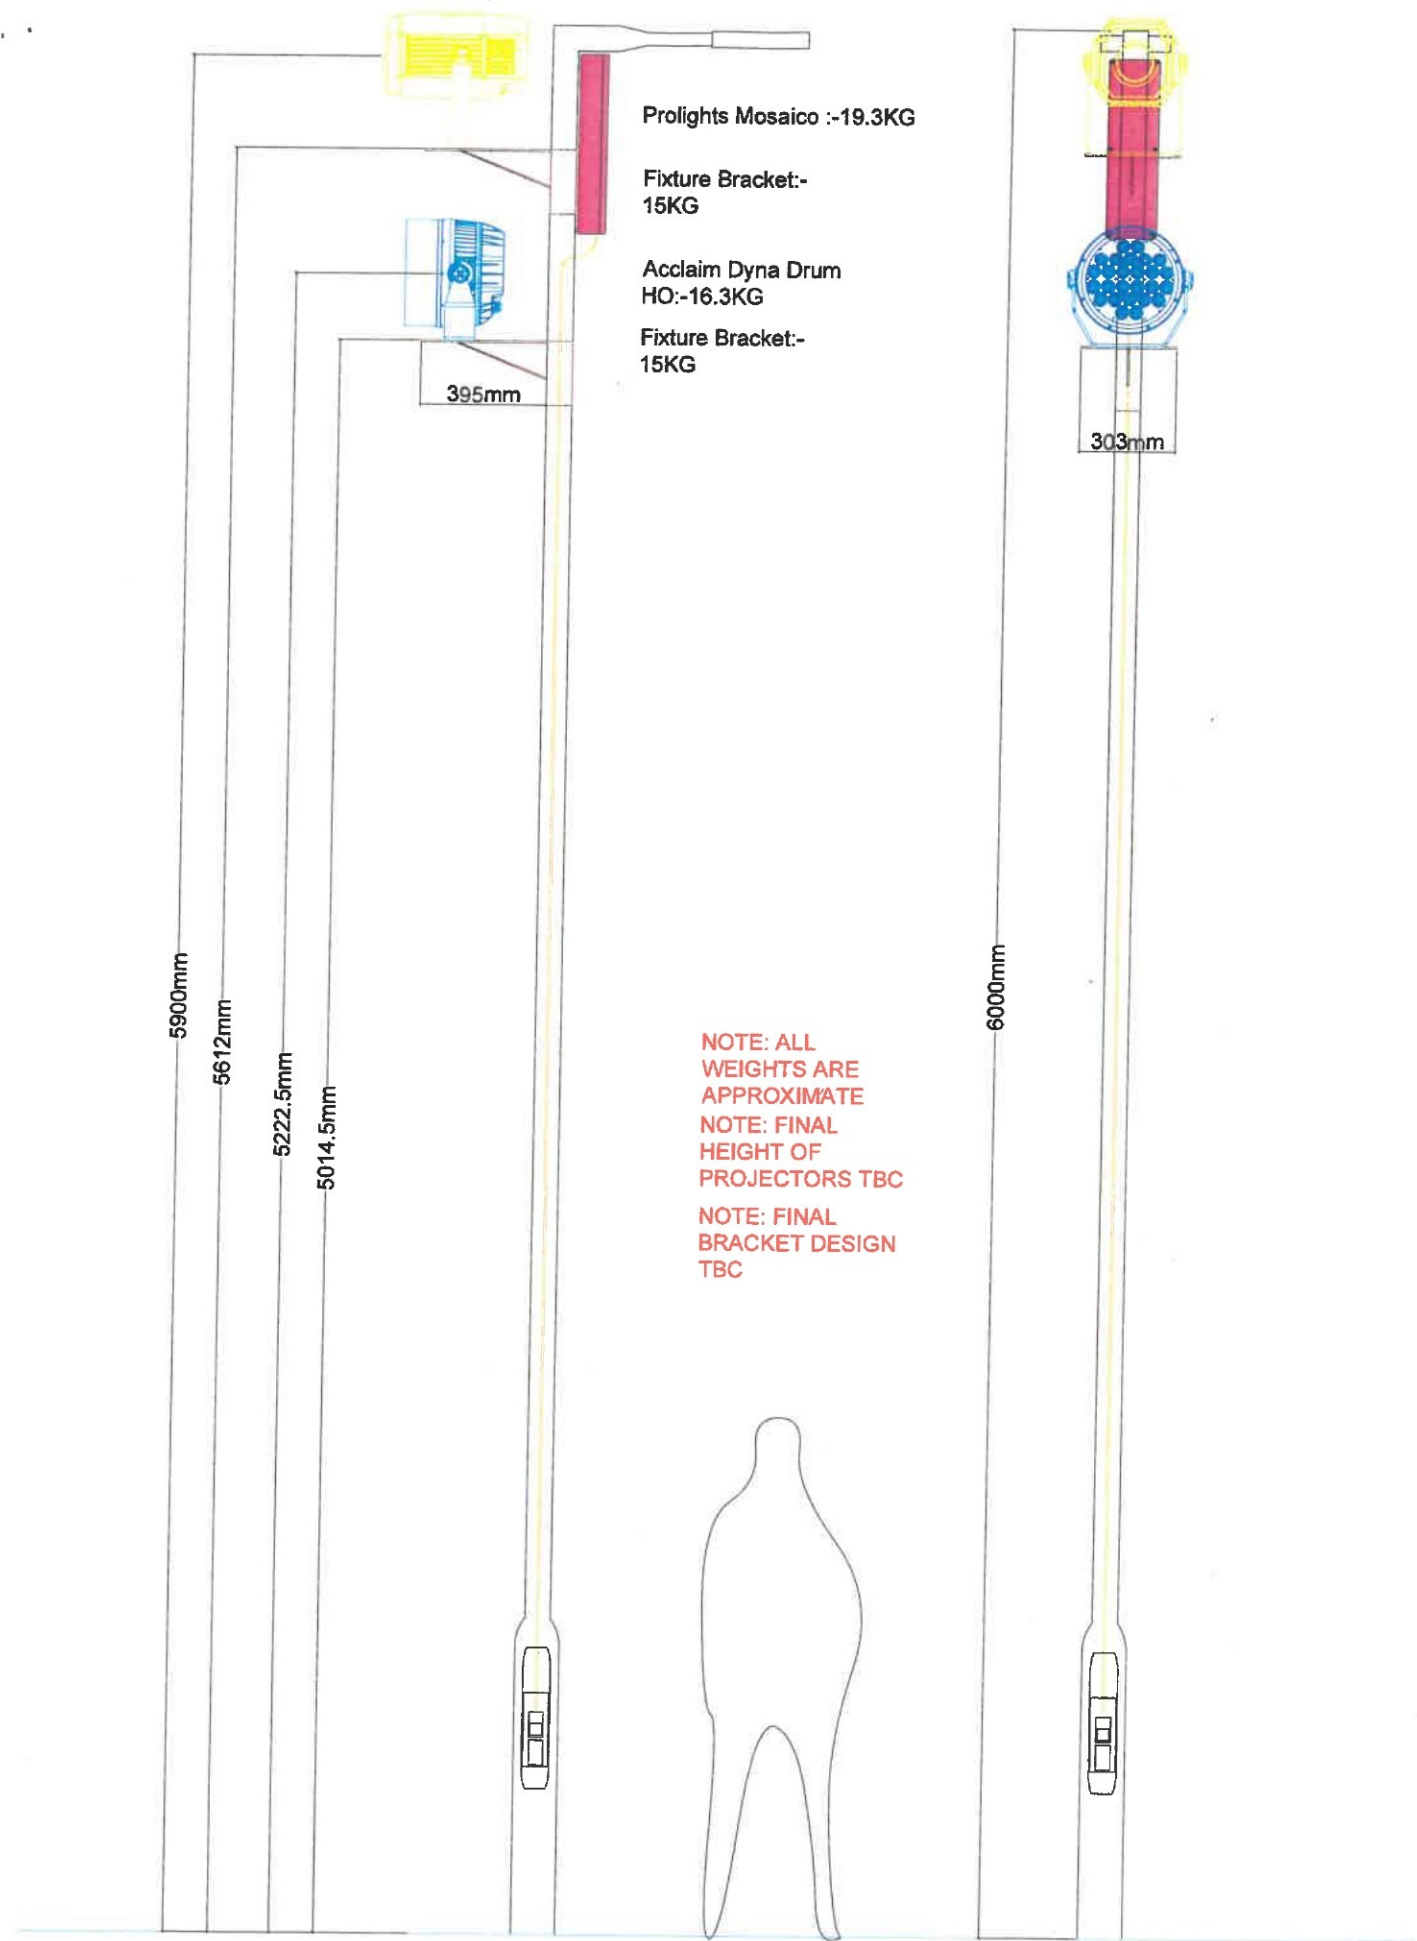 Prolights Mosaico :-19.3KG
Fixture Bracket:-
15KG
Acclaim Dyna Drum
HO:-16.3KG
Fixture Bracket:-
15KG
395mm
303mm
5900mm
5612mm
5222.5mm
5014.5mm
6000mm
NOTE: ALL
WEIGHTS ARE
APPROXIMATE
NOTE: FINAL
HEIGHT OF
PROJECTORS TBC
NOTE: FINAL
BRACKET DESIGN
TBC